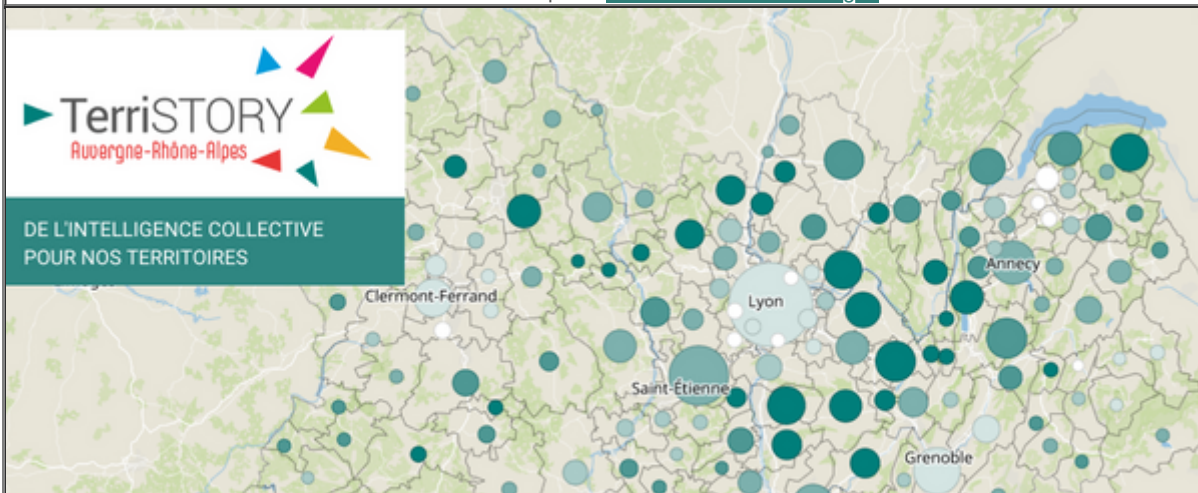 TerriSTORY
Auvergne-Rhône-Alpes
DE L'INTELLIGENCE COLLECTIVE
POUR NOS TERRITOIRES
Annecy
Clermont-Ferrand
Lyon
Saint-Étienne
Grenoble